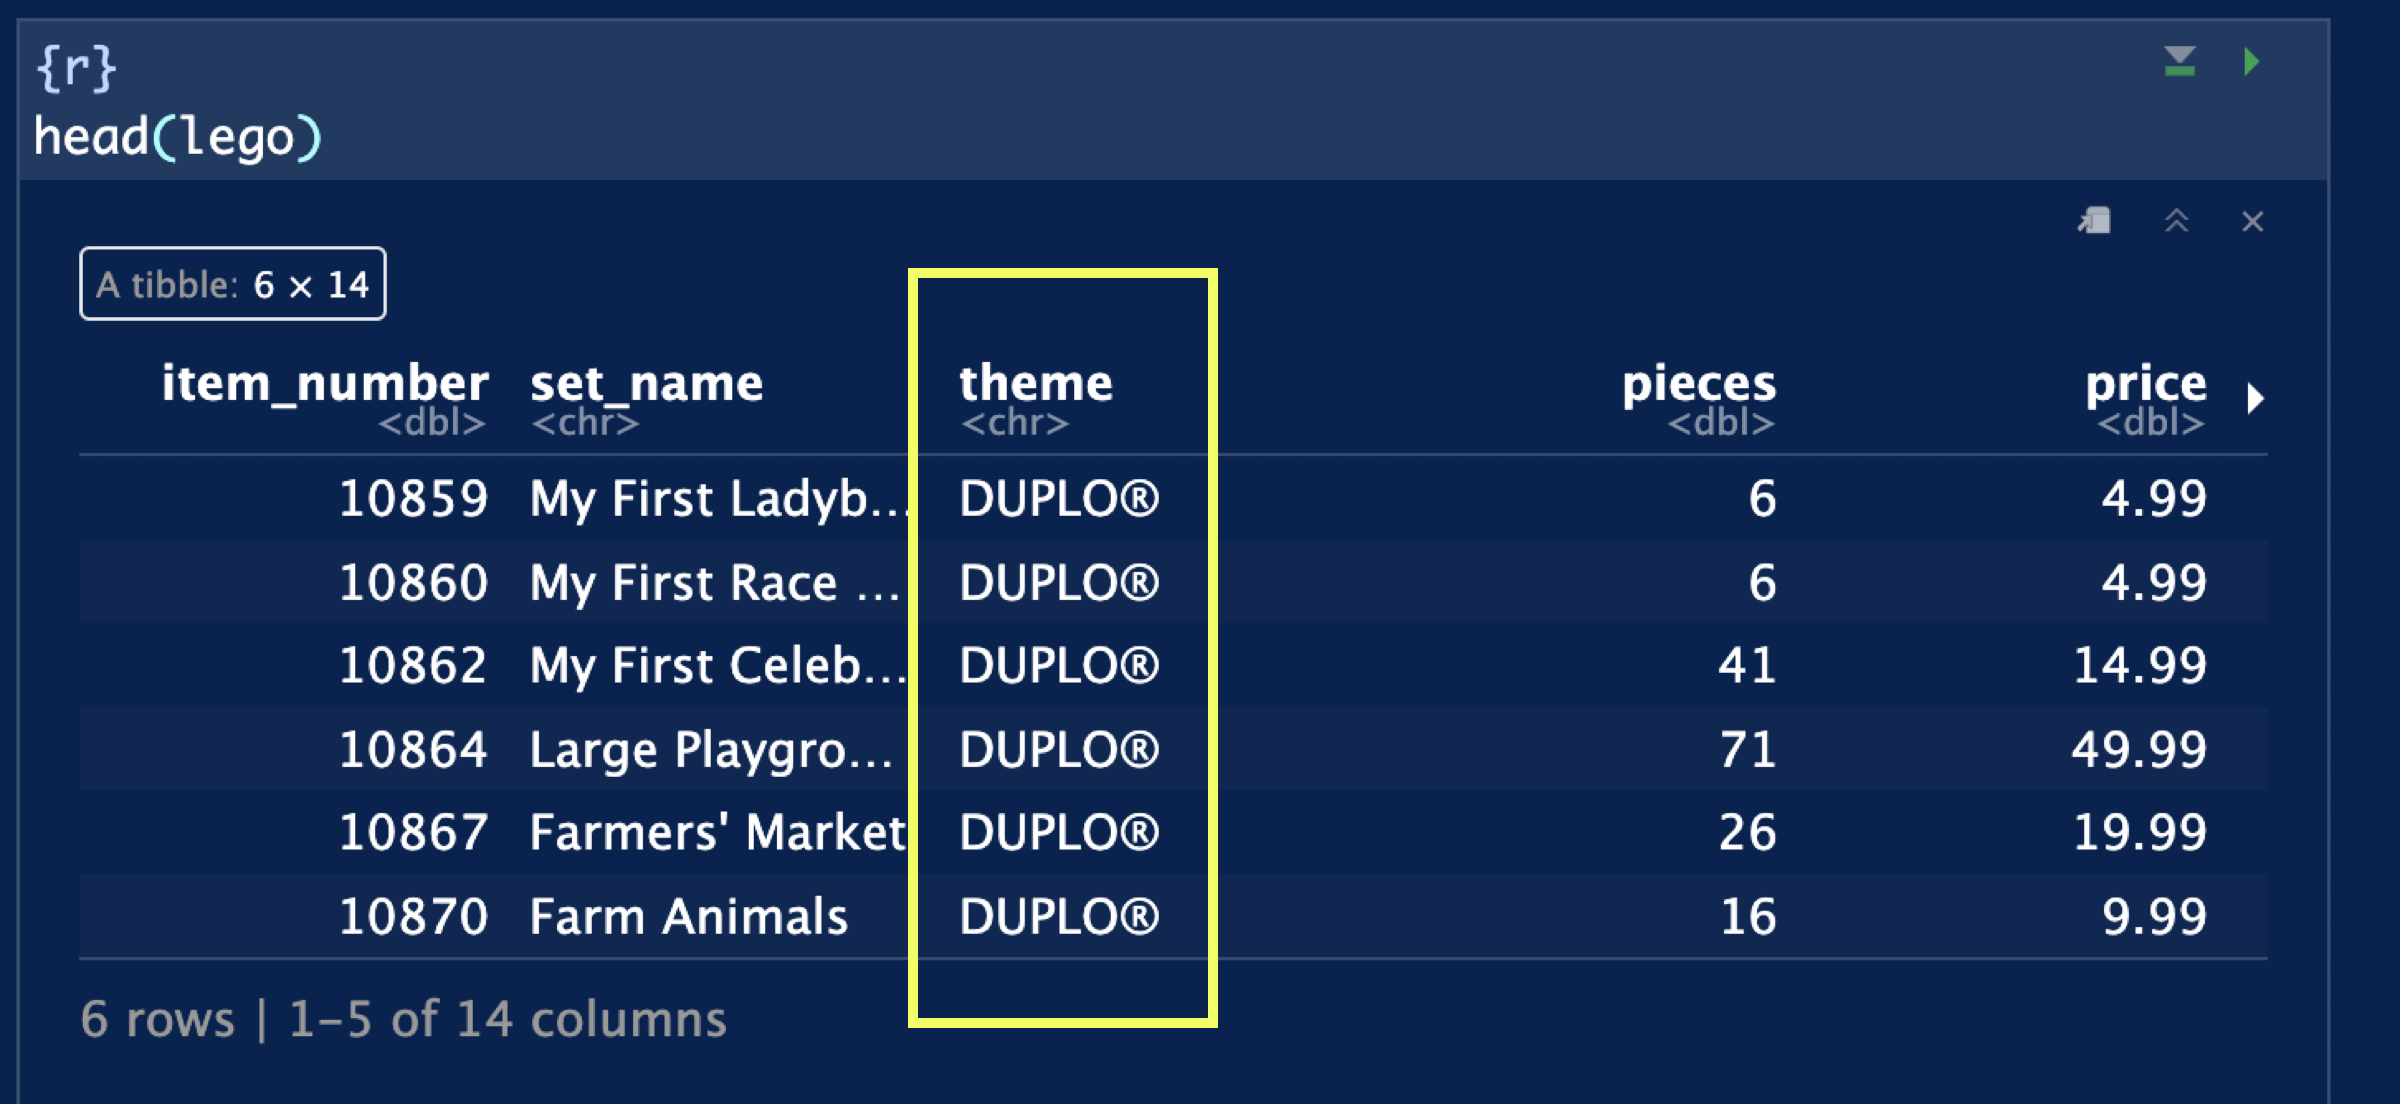 {r}
head(lego)
A tibble: 6 × 14
item_number set_name theme pieces price
<dbl> <chr> <chr> <dbl> <dbl>
10859 My First Ladyb... DUPLO® 6 4.99
10860 My First Race ... DUPLO® 6 4.99
10862 My First Celeb... DUPLO® 41 14.99
10864 Large Playgro... DUPLO® 71 49.99
10867 Farmers' Market DUPLO® 26 19.99
10870 Farm Animals DUPLO® 16 9.99
6 rows | 1-5 of 14 columns